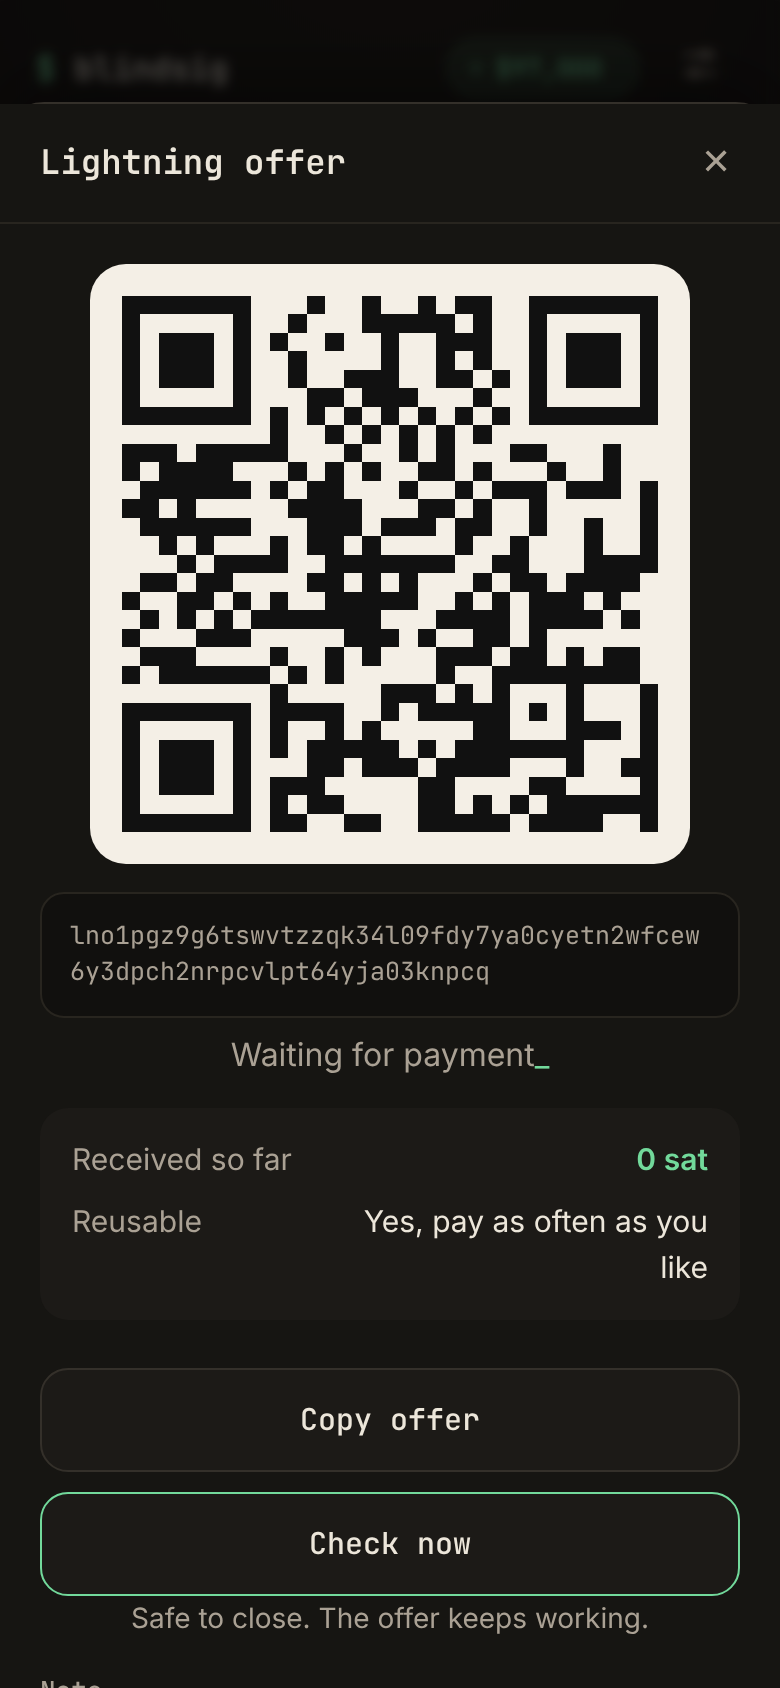 blindsig
Lightning offer
lno1pgz9g6tswvtzzqk34l09fdy7ya0cyetn2wfcew
6y3dpch2nrpcvlpt64yja03knpcq
Waiting for payment_
Received so far
0 sat
Reusable
Yes, pay as often as you
like
Copy offer
Check now
Safe to close. The offer keeps working.